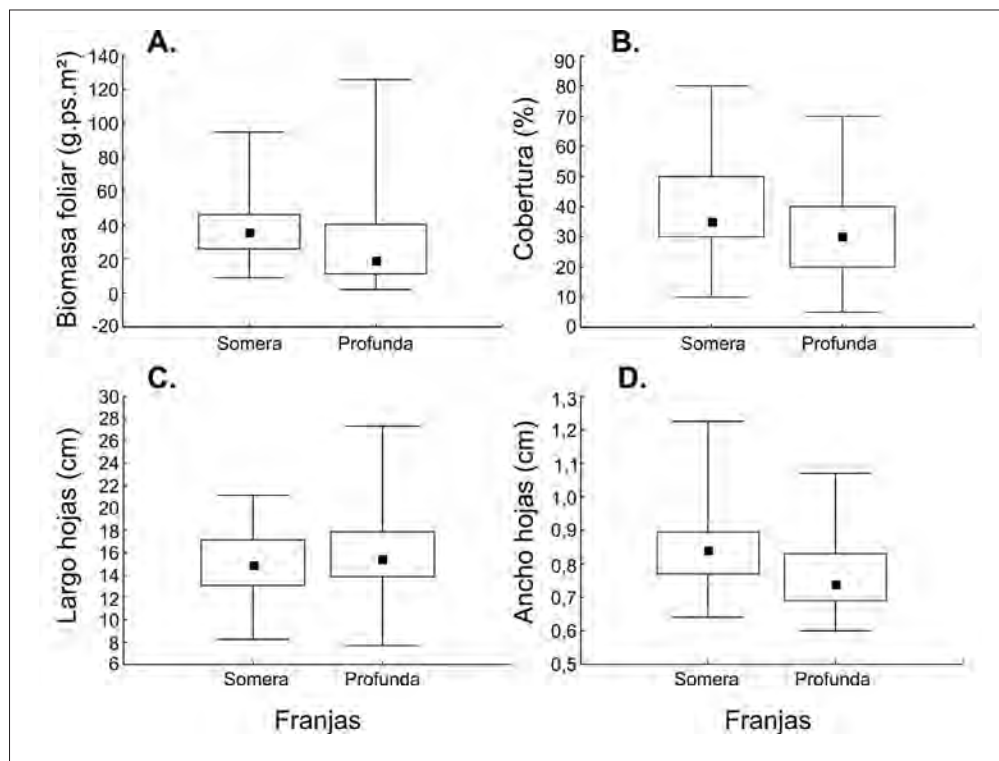 A.
Biomasa foliar (g.ps.m²)
140
120
100
80
60
40
20
0
-20
Somera Profunda
B.
Cobertura (%)
90
80
70
60
50
40
30
20
10
0
Somera Profunda
C.
Largo hojas (cm)
30
28
26
24
22
20
18
16
14
12
10
8
6
Somera Profunda
Franjas
D.
Ancho hojas (cm)
1,3
1,2
1,1
1,0
0,9
0,8
0,7
0,6
0,5
Somera Profunda
Franjas